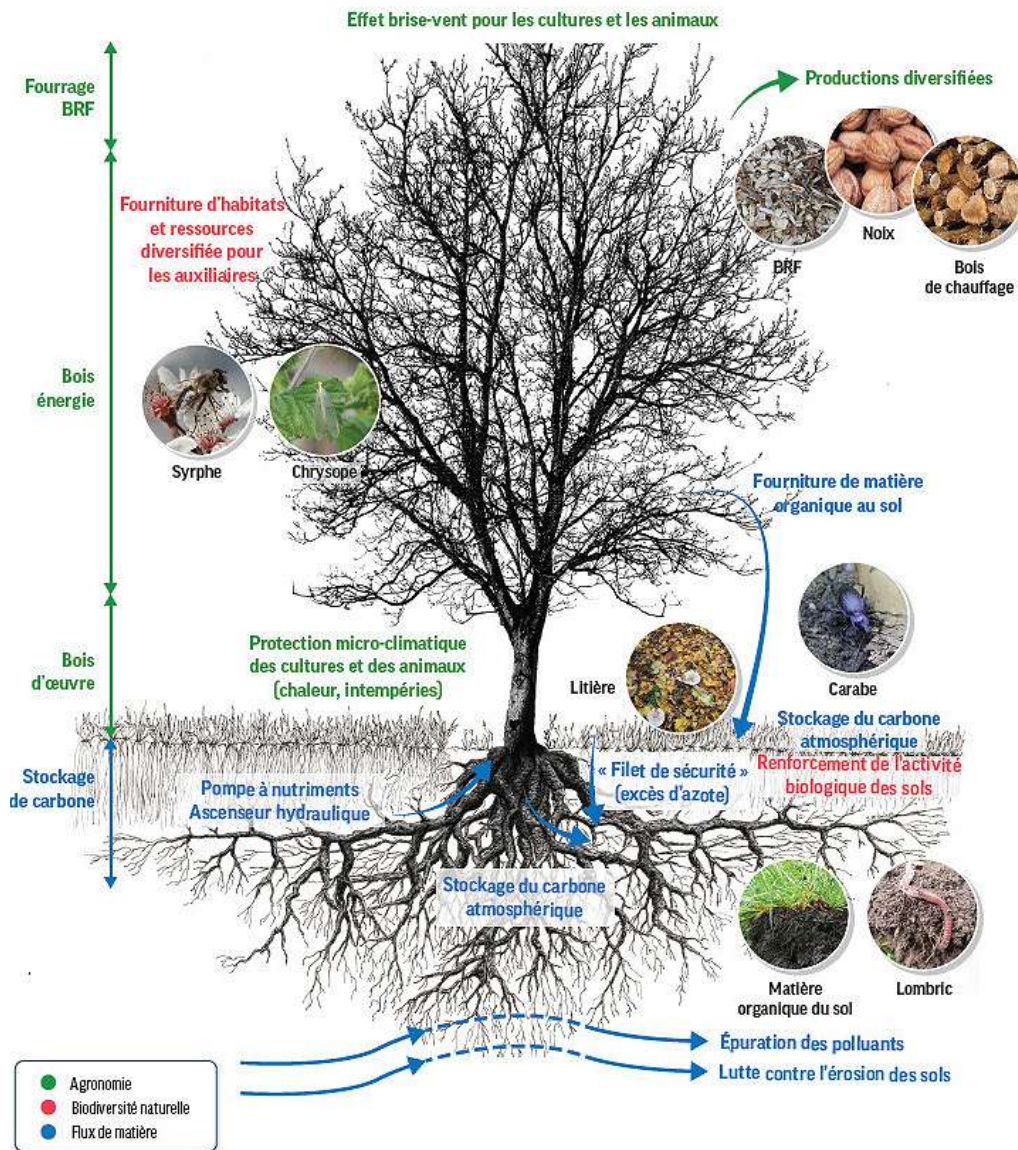 Effet brise-vent pour les cultures et les animaux
Fourrage
BRF
Productions diversifiées
Fourniture d'habitats
et ressources
diversifiée pour
les auxiliaires
BRF
Noix
Bois
de chauffage
Bois
énergie
Syrphe
Chrysope
Fourniture de matière
organique au sol
Bois
d'œuvre
Protection micro-climatique
des cultures et des animaux
(chaleur, intempéries)
Litière
Carabe
Stockage
de carbone
Pompe à nutriments
Ascenseur hydraulique
« Filet de sécurité »
(excès d'azote)
Stockage du carbone
atmosphérique
Renforcement de l'activité
biologique des sols
Stockage du carbone
atmosphérique
Matière
organique du sol
Lombric
Épuration des polluants
Lutte contre l'érosion des sols
Agronomie
Biodiversité naturelle
Flux de matière